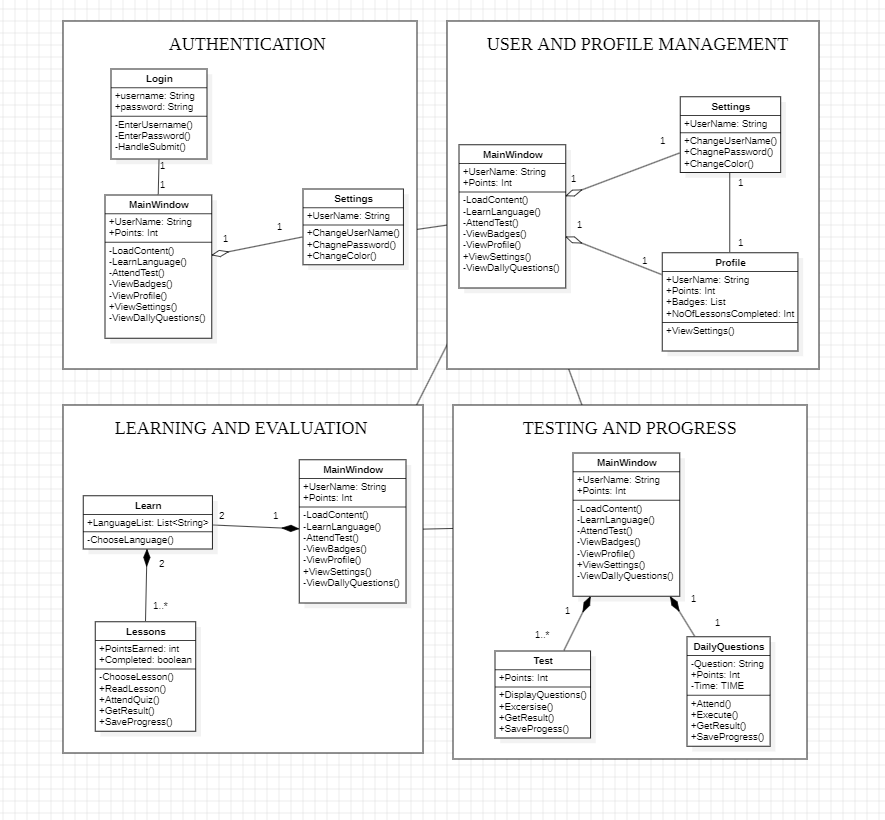 AUTHENTICATION
Login
+username: String
+password: String
-EnterUsername()
-EnterPassword()
-HandleSubmit()
1
1
MainWindow
+UserName: String
+Points: Int
-LoadContent()
-LearnLanguage()
-AttendTest()
-ViewBadges()
-ViewProfile()
+ViewSettings()
-ViewDallyQuestions()
1
1
Settings
+UserName: String
+ChangeUserName()
+ChagnePassword()
+ChangeColor()
USER AND PROFILE MANAGEMENT
MainWindow
+UserName: String
+Points: Int
-LoadContent()
-LearnLanguage()
-AttendTest()
-ViewBadges()
-ViewProfile()
+ViewSettings()
-ViewDallyQuestions()
1
1
1
1
Settings
+UserName: String
+ChangeUserName()
+ChagnePassword()
+ChangeColor()
1
1
Profile
+UserName: String
+Points: Int
+Badges: List
+NoOfLessonsCompleted: Int
+ViewSettings()
LEARNING AND EVALUATION
MainWindow
+UserName: String
+Points: Int
-LoadContent()
-LearnLanguage()
-AttendTest()
-ViewBadges()
-ViewProfile()
+ViewSettings()
-ViewDallyQuestions()
Learn
+LanguageList: List<String>
-ChooseLanguage()
2
1
2
1..*
Lessons
+PointsEarned: int
+Completed: boolean
-ChooseLesson()
+ReadLesson()
+AttendQuiz()
+GetResult()
+SaveProgress()
TESTING AND PROGRESS
MainWindow
+UserName: String
+Points: Int
-LoadContent()
-LearnLanguage()
-AttendTest()
-ViewBadges()
-ViewProfile()
+ViewSettings()
-ViewDallyQuestions()
1
1
1..*
1
Test
+Points: Int
+DisplayQuestions()
+Excersise()
+GetResult()
+SaveProgess()
DailyQuestions
-Question: String
+Points: Int
-Time: TIME
+Attend()
+Execute()
+GetResult()
+SaveProgress()